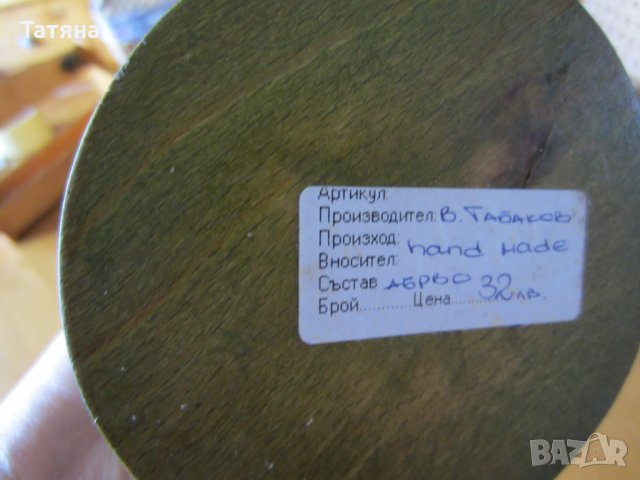 Татяна
Артикул:
Производител: В. Табаков
Произход: hand made
Вносител:
Състав дърво
Брой............Цена............32лв.
BAZAR